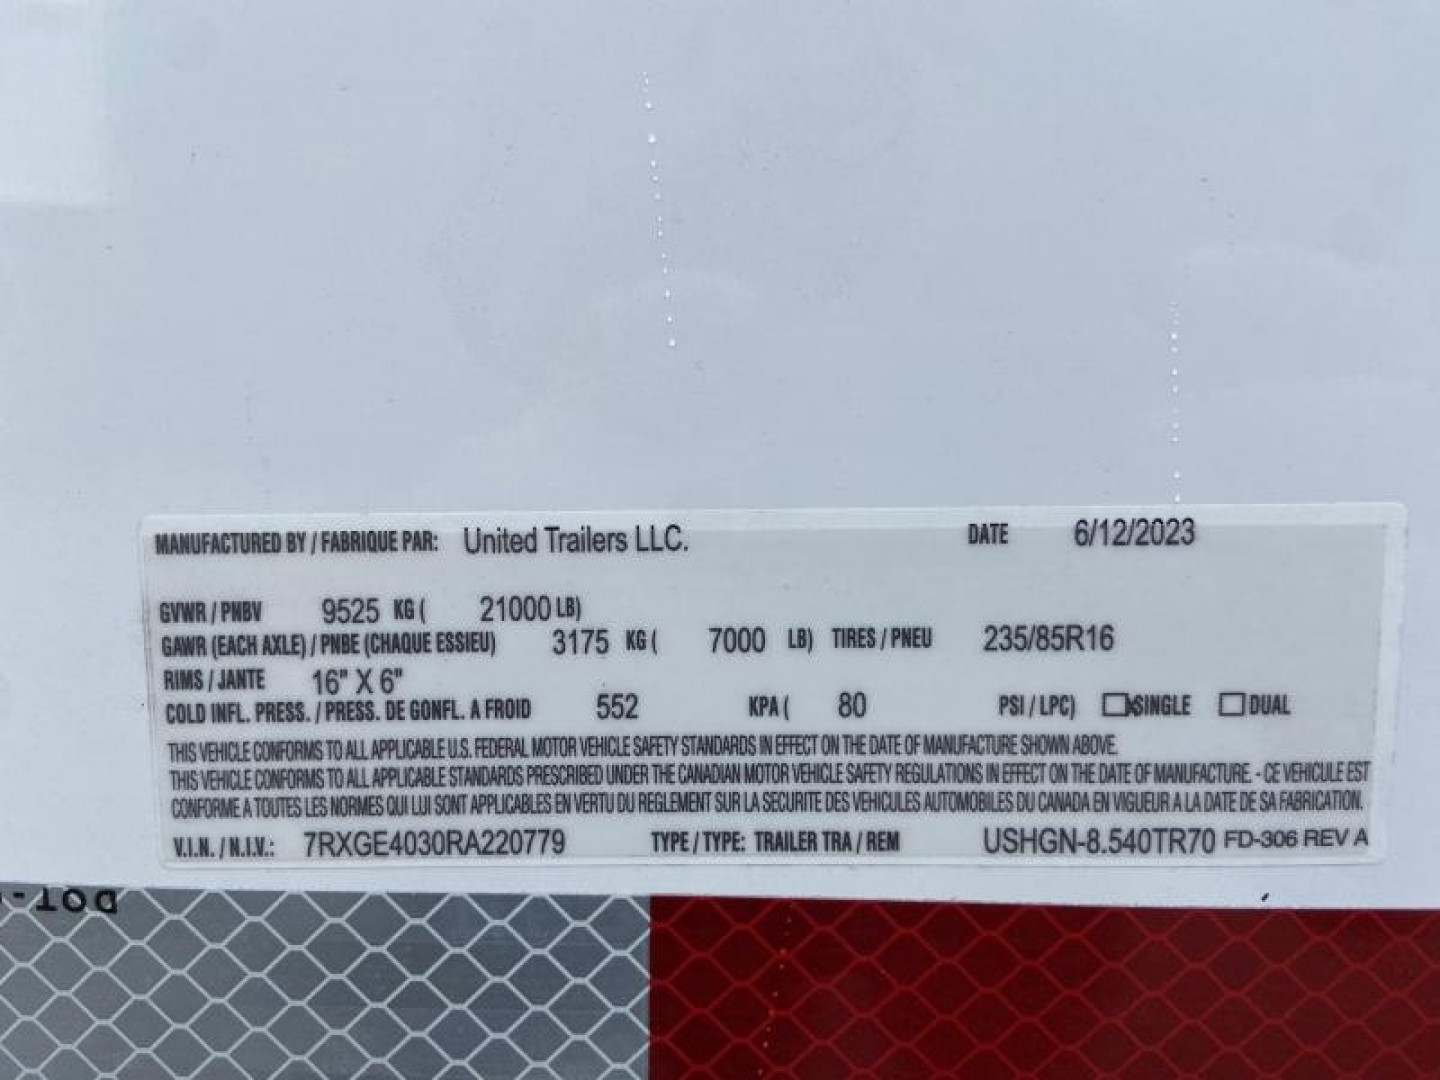 MANUFACTURED BY / FABRIQUE PAR: United Trailers LLC. DATE 6/12/2023
GVWR / PNBV 9525 KG ( 21000 LB)
GAWR (EACH AXLE) / PNBE (CHAQUE ESSIEU) 3175 KG ( 7000 LB) TIRES / PNEU 235/85R16
RIMS / JANTE 16" X 6"
COLD INFL. PRESS. / PRESS. DE GONFL. A FROID 552 KPA ( 80 PSI / LPC) ☐xSINGLE ☐DUAL
THIS VEHICLE CONFORMS TO ALL APPLICABLE U.S. FEDERAL MOTOR VEHICLE SAFETY STANDARDS IN EFFECT ON THE DATE OF MANUFACTURE SHOWN ABOVE.
THIS VEHICLE CONFORMS TO ALL APPLICABLE STANDARDS PRESCRIBED UNDER THE CANADIAN MOTOR VEHICLE SAFETY REGULATIONS IN EFFECT ON THE DATE OF MANUFACTURE. - CE VEHICULE EST
CONFORME A TOUTES LES NORMES QUI LUI SONT APPLICABLES EN VERTU DU REGLEMENT SUR LA SECURITE DES VEHICULES AUTOMOBILES DU CANADA EN VIGUEUR A LA DATE DE SA FABRICATION.
V.I.N. / N.I.V.: 7RXGE4030RA220779 TYPE / TYPE: TRAILER TRA / REM USHGN-8.540TR70 FD-306 REV A
DOT-